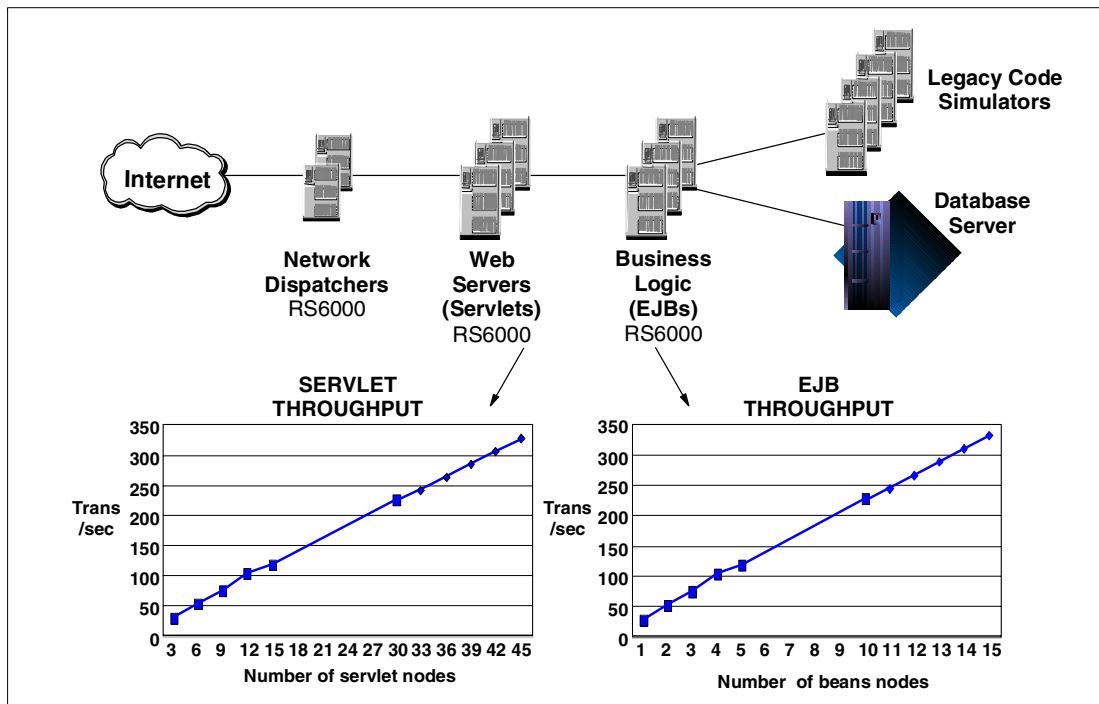 Legacy Code
Simulators
Internet
Database
Server
Network
Dispatchers
RS6000
Web
Servers
(Servlets)
RS6000
Business
Logic
(EJBs)
RS6000
SERVLET
THROUGHPUT
350
300
250
200
150
100
50
0
Trans
/sec
3 6 9 12 15 18 21 24 27 30 33 36 39 42 45
Number of servlet nodes
EJB
THROUGHPUT
350
300
250
200
150
100
50
0
Trans
/sec
1 2 3 4 5 6 7 8 9 10 11 12 13 14 15
Number of beans nodes